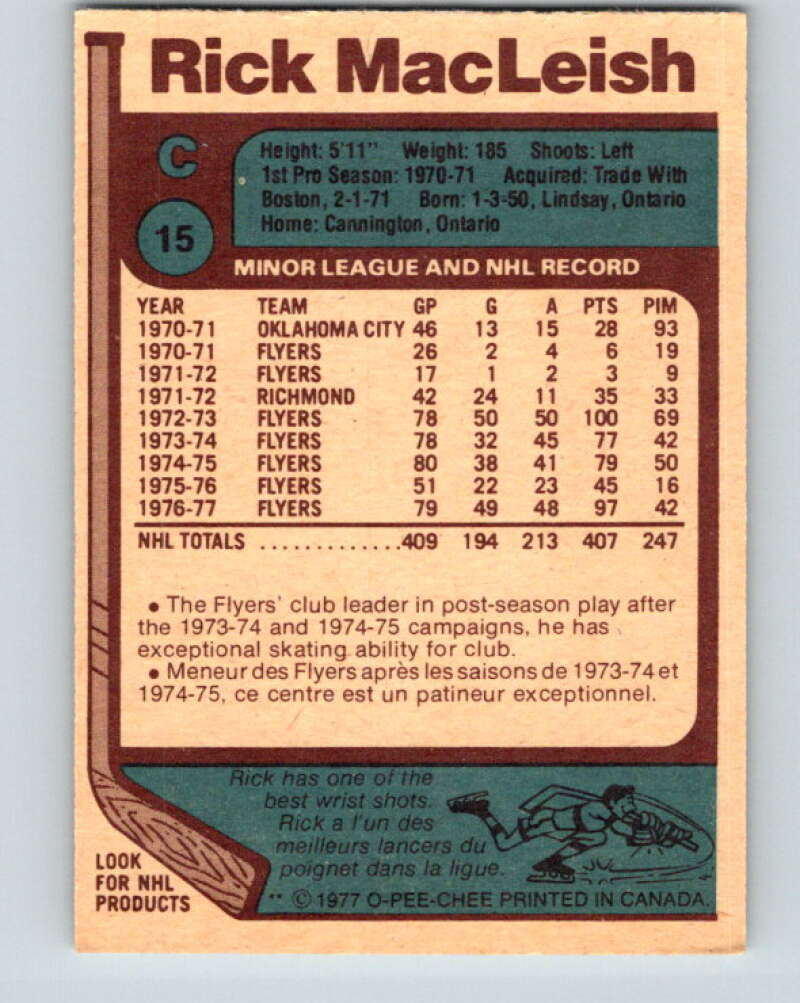 Rick MacLeish
C
Height: 5'11" Weight: 185 Shoots: Left
1st Pro Season: 1970-71 Acquired: Trade With
Boston, 2-1-71 Born: 1-3-50, Lindsay, Ontario
Home: Cannington, Ontario
15
MINOR LEAGUE AND NHL RECORD
YEAR TEAM GP G A PTS PIM
1970-71 OKLAHOMA CITY 46 13 15 28 93
1970-71 FLYERS 26 2 4 6 19
1971-72 FLYERS 17 1 2 3 9
1971-72 RICHMOND 42 24 11 35 33
1972-73 FLYERS 78 50 50 100 69
1973-74 FLYERS 78 32 45 77 42
1974-75 FLYERS 80 38 41 79 50
1975-76 FLYERS 51 22 23 45 16
1976-77 FLYERS 79 49 48 97 42
NHL TOTALS ..............409 194 213 407 247
• The Flyers' club leader in post-season play after
the 1973-74 and 1974-75 campaigns, he has
exceptional skating ability for club.
• Meneur des Flyers après les saisons de 1973-74 et
1974-75, ce centre est un patineur exceptionnel.
Rick has one of the
best wrist shots.
Rick a l'un des
meilleurs lancers du
poignet dans la ligue.
LOOK
FOR NHL
PRODUCTS
** © 1977 O-PEE-CHEE PRINTED IN CANADA.